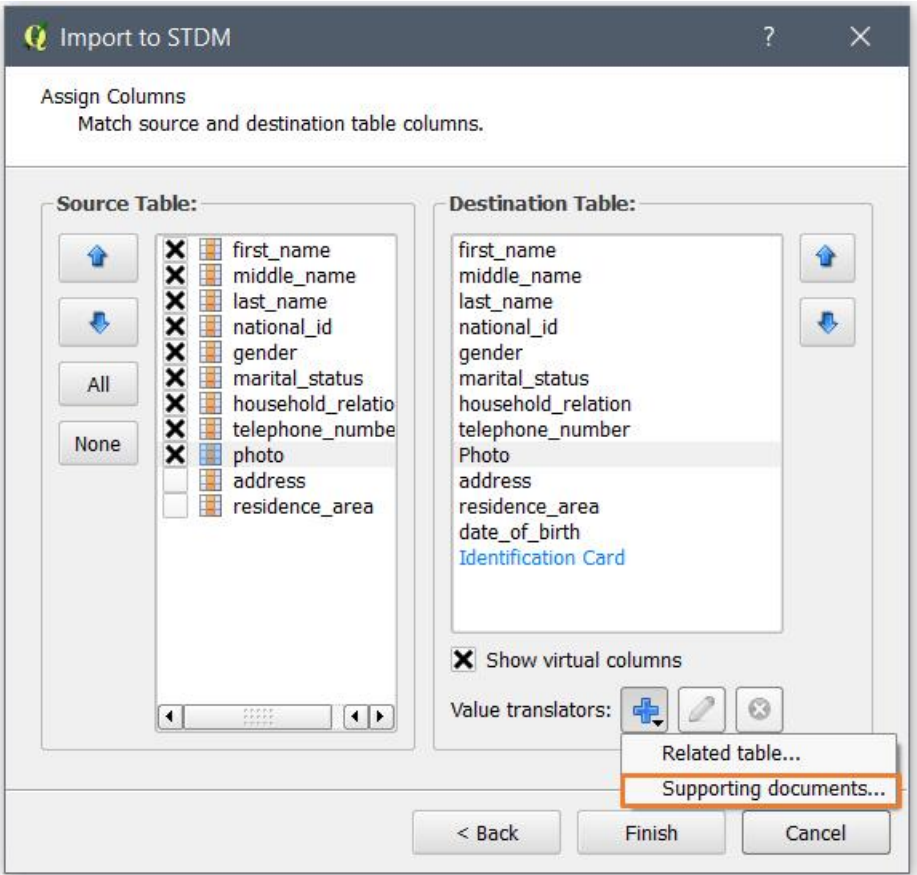 Import to STDM
Assign Columns
Match source and destination table columns.
Source Table:
All
None
first_name
middle_name
last_name
national_id
gender
marital_status
household_relatio
telephone_numbe
photo
address
residence_area
Destination Table:
first_name
middle_name
last_name
national_id
gender
marital_status
household_relation
telephone_number
Photo
address
residence_area
date_of_birth
Identification Card
Show virtual columns
Value translators:
Related table...
Supporting documents...
< Back
Finish
Cancel